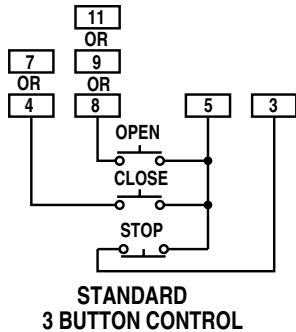 11
OR
7 9
OR OR
4 8 5 3
OPEN
CLOSE
STOP
STANDARD
3 BUTTON CONTROL